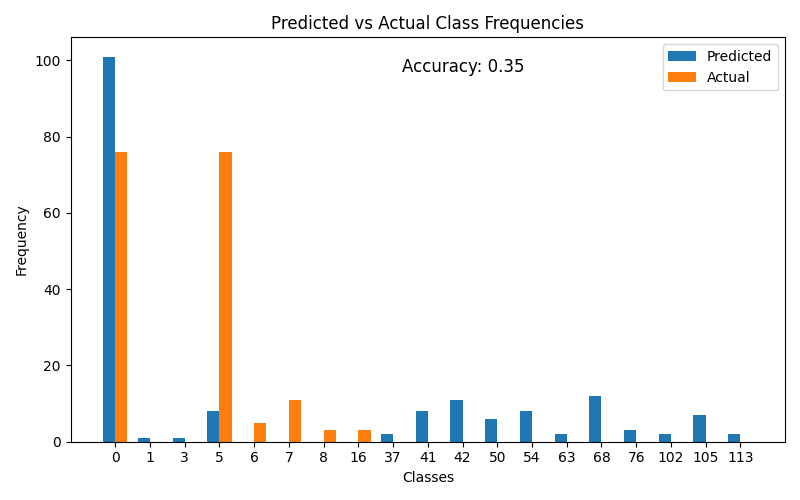 Predicted vs Actual Class Frequencies
Accuracy: 0.35
Predicted
Actual
Frequency
100
80
60
40
20
0
0 1 3 5 6 7 8 16 37 41 42 50 54 63 68 76 102 105 113
Classes